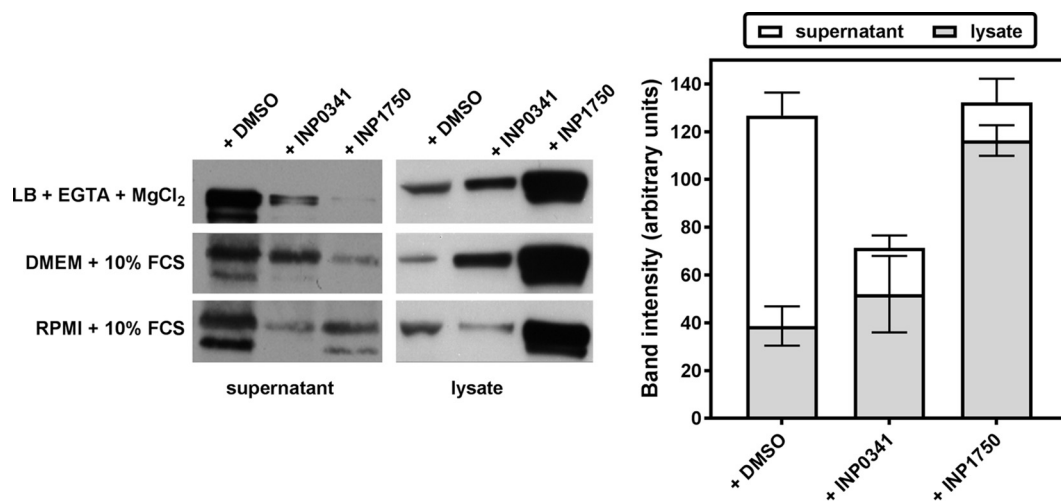 + DMSO
+ INP0341
+ INP1750
+ DMSO
+ INP0341
+ INP1750
LB + EGTA + MgCl₂
DMEM + 10% FCS
RPMI + 10% FCS
supernatant
lysate
supernatant lysate
Band intensity (arbitrary units)
140
120
100
80
60
40
20
0
+ DMSO
+ INP0341
+ INP1750